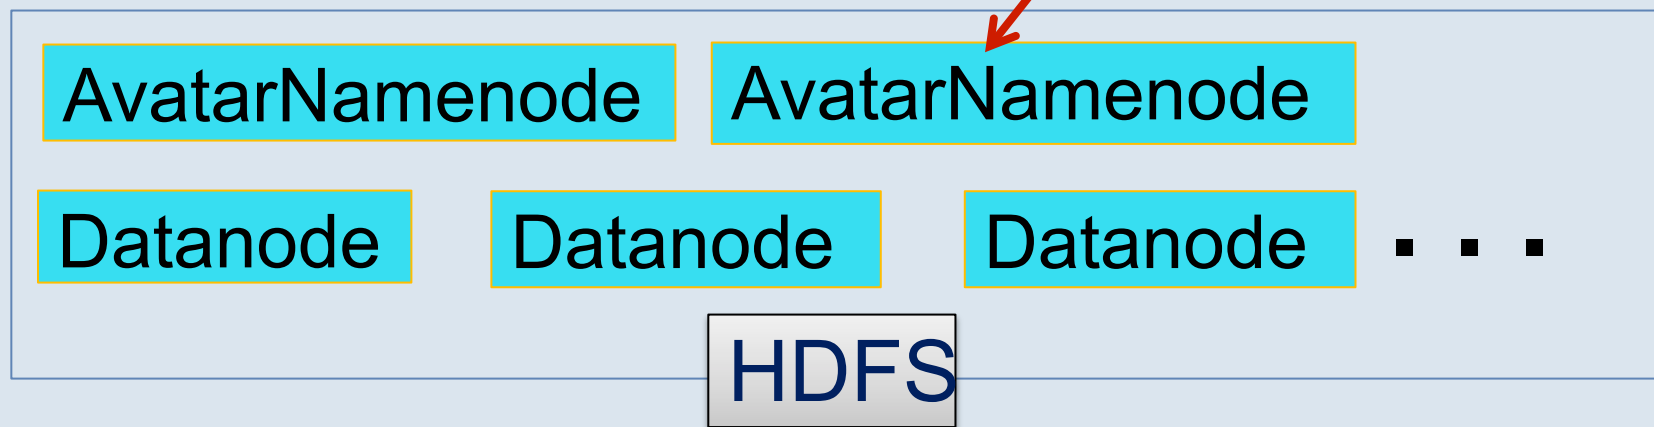 AvatarNamenode AvatarNamenode
Datanode Datanode Datanode . . .
HDFS